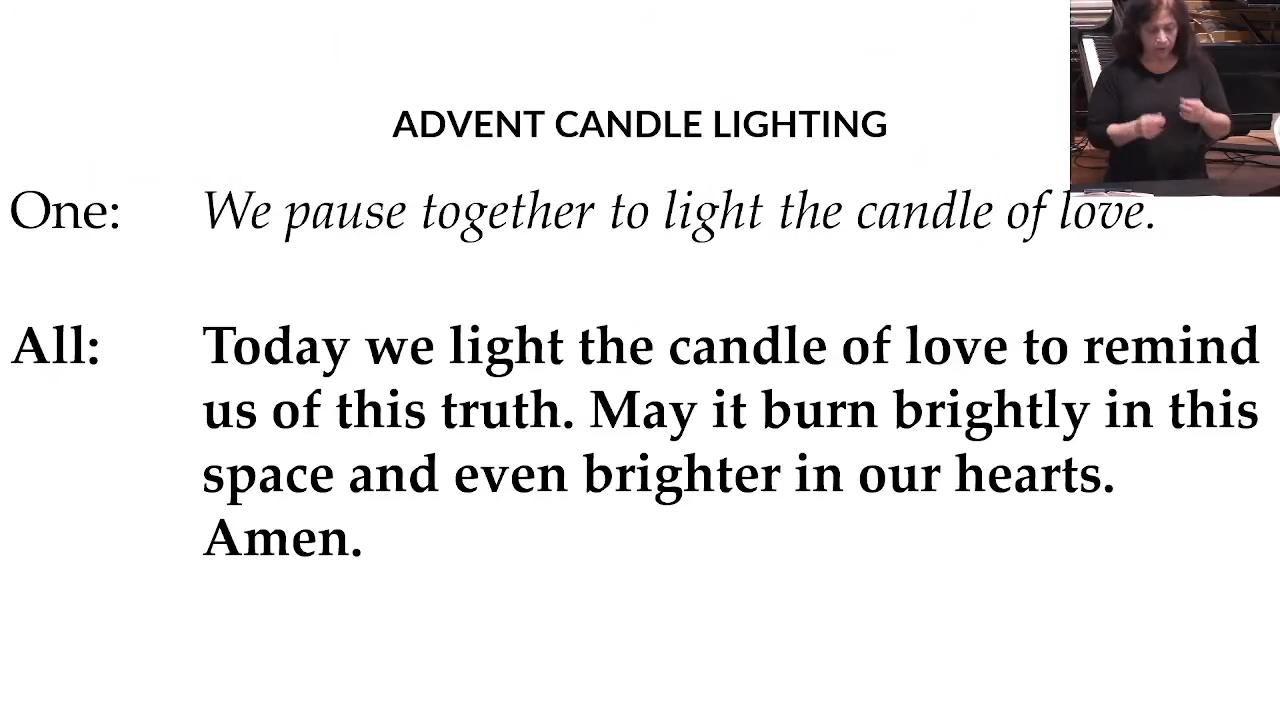 ADVENT CANDLE LIGHTING
One: We pause together to light the candle of love.
All: Today we light the candle of love to remind
us of this truth. May it burn brightly in this
space and even brighter in our hearts.
Amen.